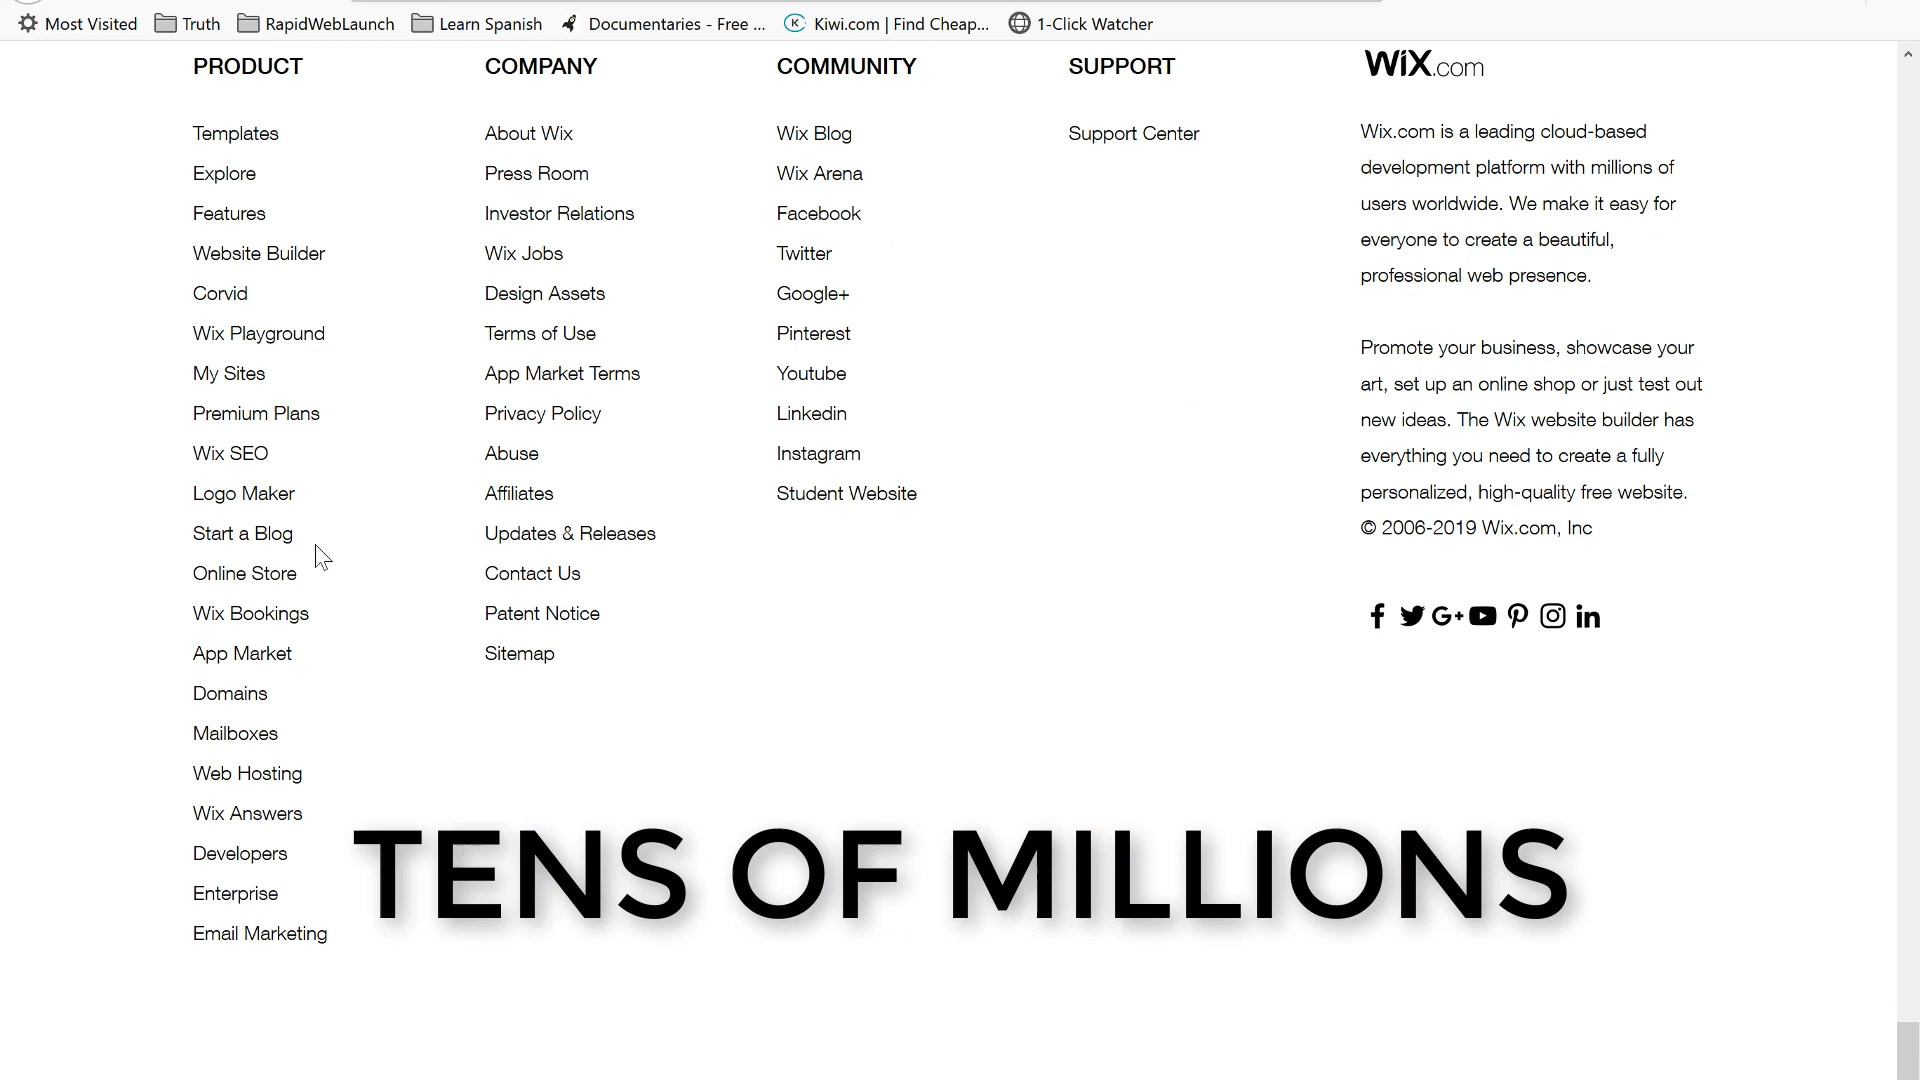 Most Visited
Truth
RapidWebLaunch
Learn Spanish
Documentaries - Free ...
K
Kiwi.com | Find Cheap...
1-Click Watcher
PRODUCT
Templates
Explore
Features
Website Builder
Corvid
Wix Playground
My Sites
Premium Plans
Wix SEO
Logo Maker
Start a Blog
Online Store
Wix Bookings
App Market
Domains
Mailboxes
Web Hosting
Wix Answers
Developers
Enterprise
Email Marketing
COMPANY
About Wix
Press Room
Investor Relations
Wix Jobs
Design Assets
Terms of Use
App Market Terms
Privacy Policy
Abuse
Affiliates
Updates & Releases
Contact Us
Patent Notice
Sitemap
COMMUNITY
Wix Blog
Wix Arena
Facebook
Twitter
Google+
Pinterest
Youtube
Linkedin
Instagram
Student Website
SUPPORT
Support Center
WiX.com
Wix.com is a leading cloud-based
development platform with millions of
users worldwide. We make it easy for
everyone to create a beautiful,
professional web presence.
Promote your business, showcase your
art, set up an online shop or just test out
new ideas. The Wix website builder has
everything you need to create a fully
personalized, high-quality free website.
© 2006-2019 Wix.com, Inc
TENS OF MILLIONS